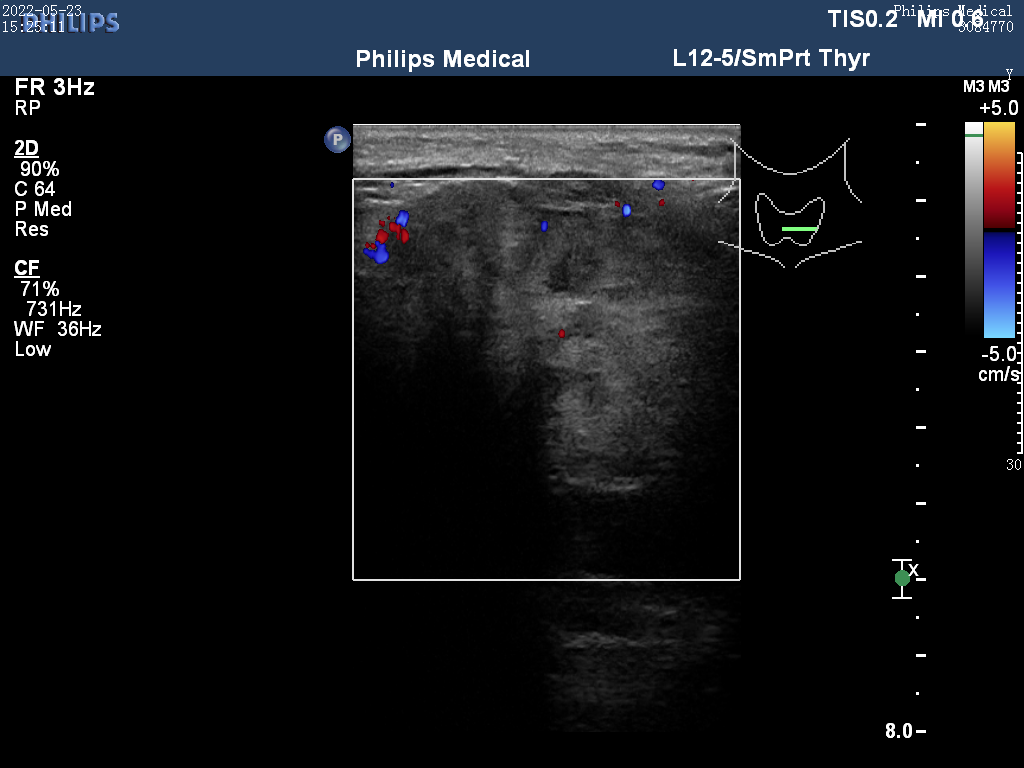 2022-05-23
15:25:11
PHILIPS
TIS0.2 MI 0.6
Philips Medical
Philips Medical
L12-5/SmPrt Thyr
FR 3Hz
RP
2D
90%
C 64
P Med
Res
CF
71%
731Hz
WF 36Hz
Low
P
Y
M3 M3
+5.0
-5.0
cm/s
30
X
8.0